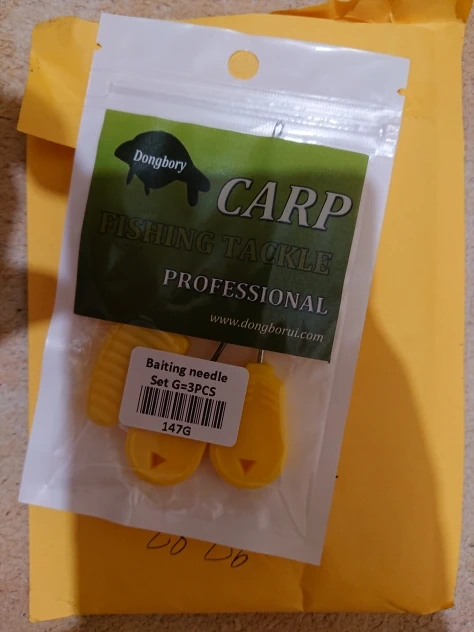 Dongbory
CARP
FISHING TACKLE
PROFESSIONAL
www.dongborui.com
Baiting needle
Set G=3PCS
147G